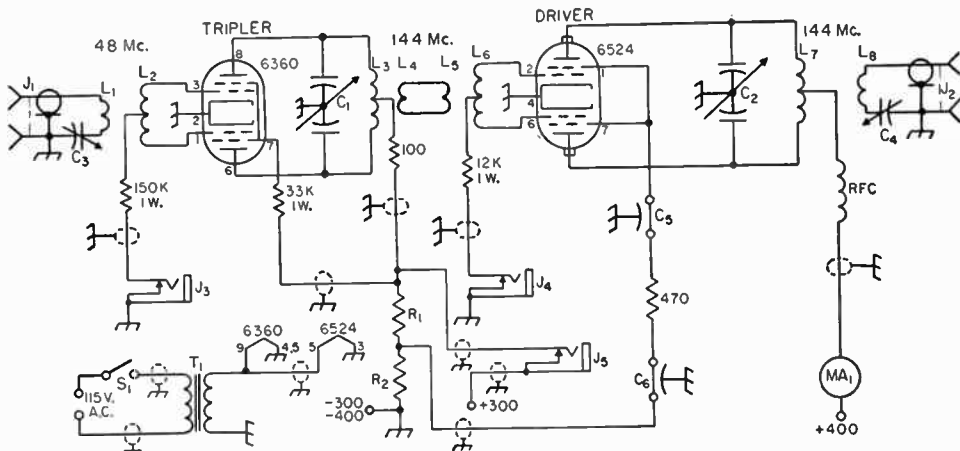 TRIPLER
DRIVER
48 Mc.
6360
144 Mc.
6524
144 Mc.
J1
L1
L2
8
3
2
1
7
6
C1
L3
L4
L5
L6
2
1
4
6
7
C2
L7
L8
J2
C3
C4
150K
1W.
33K
1W.
100
12K
1W.
C5
RFC
J3
J4
470
R1
6360
6524
9
4,5
5
3
J5
S1
T1
R2
C6
MA1
115V.
A.C.
-300
-400
+300
+400